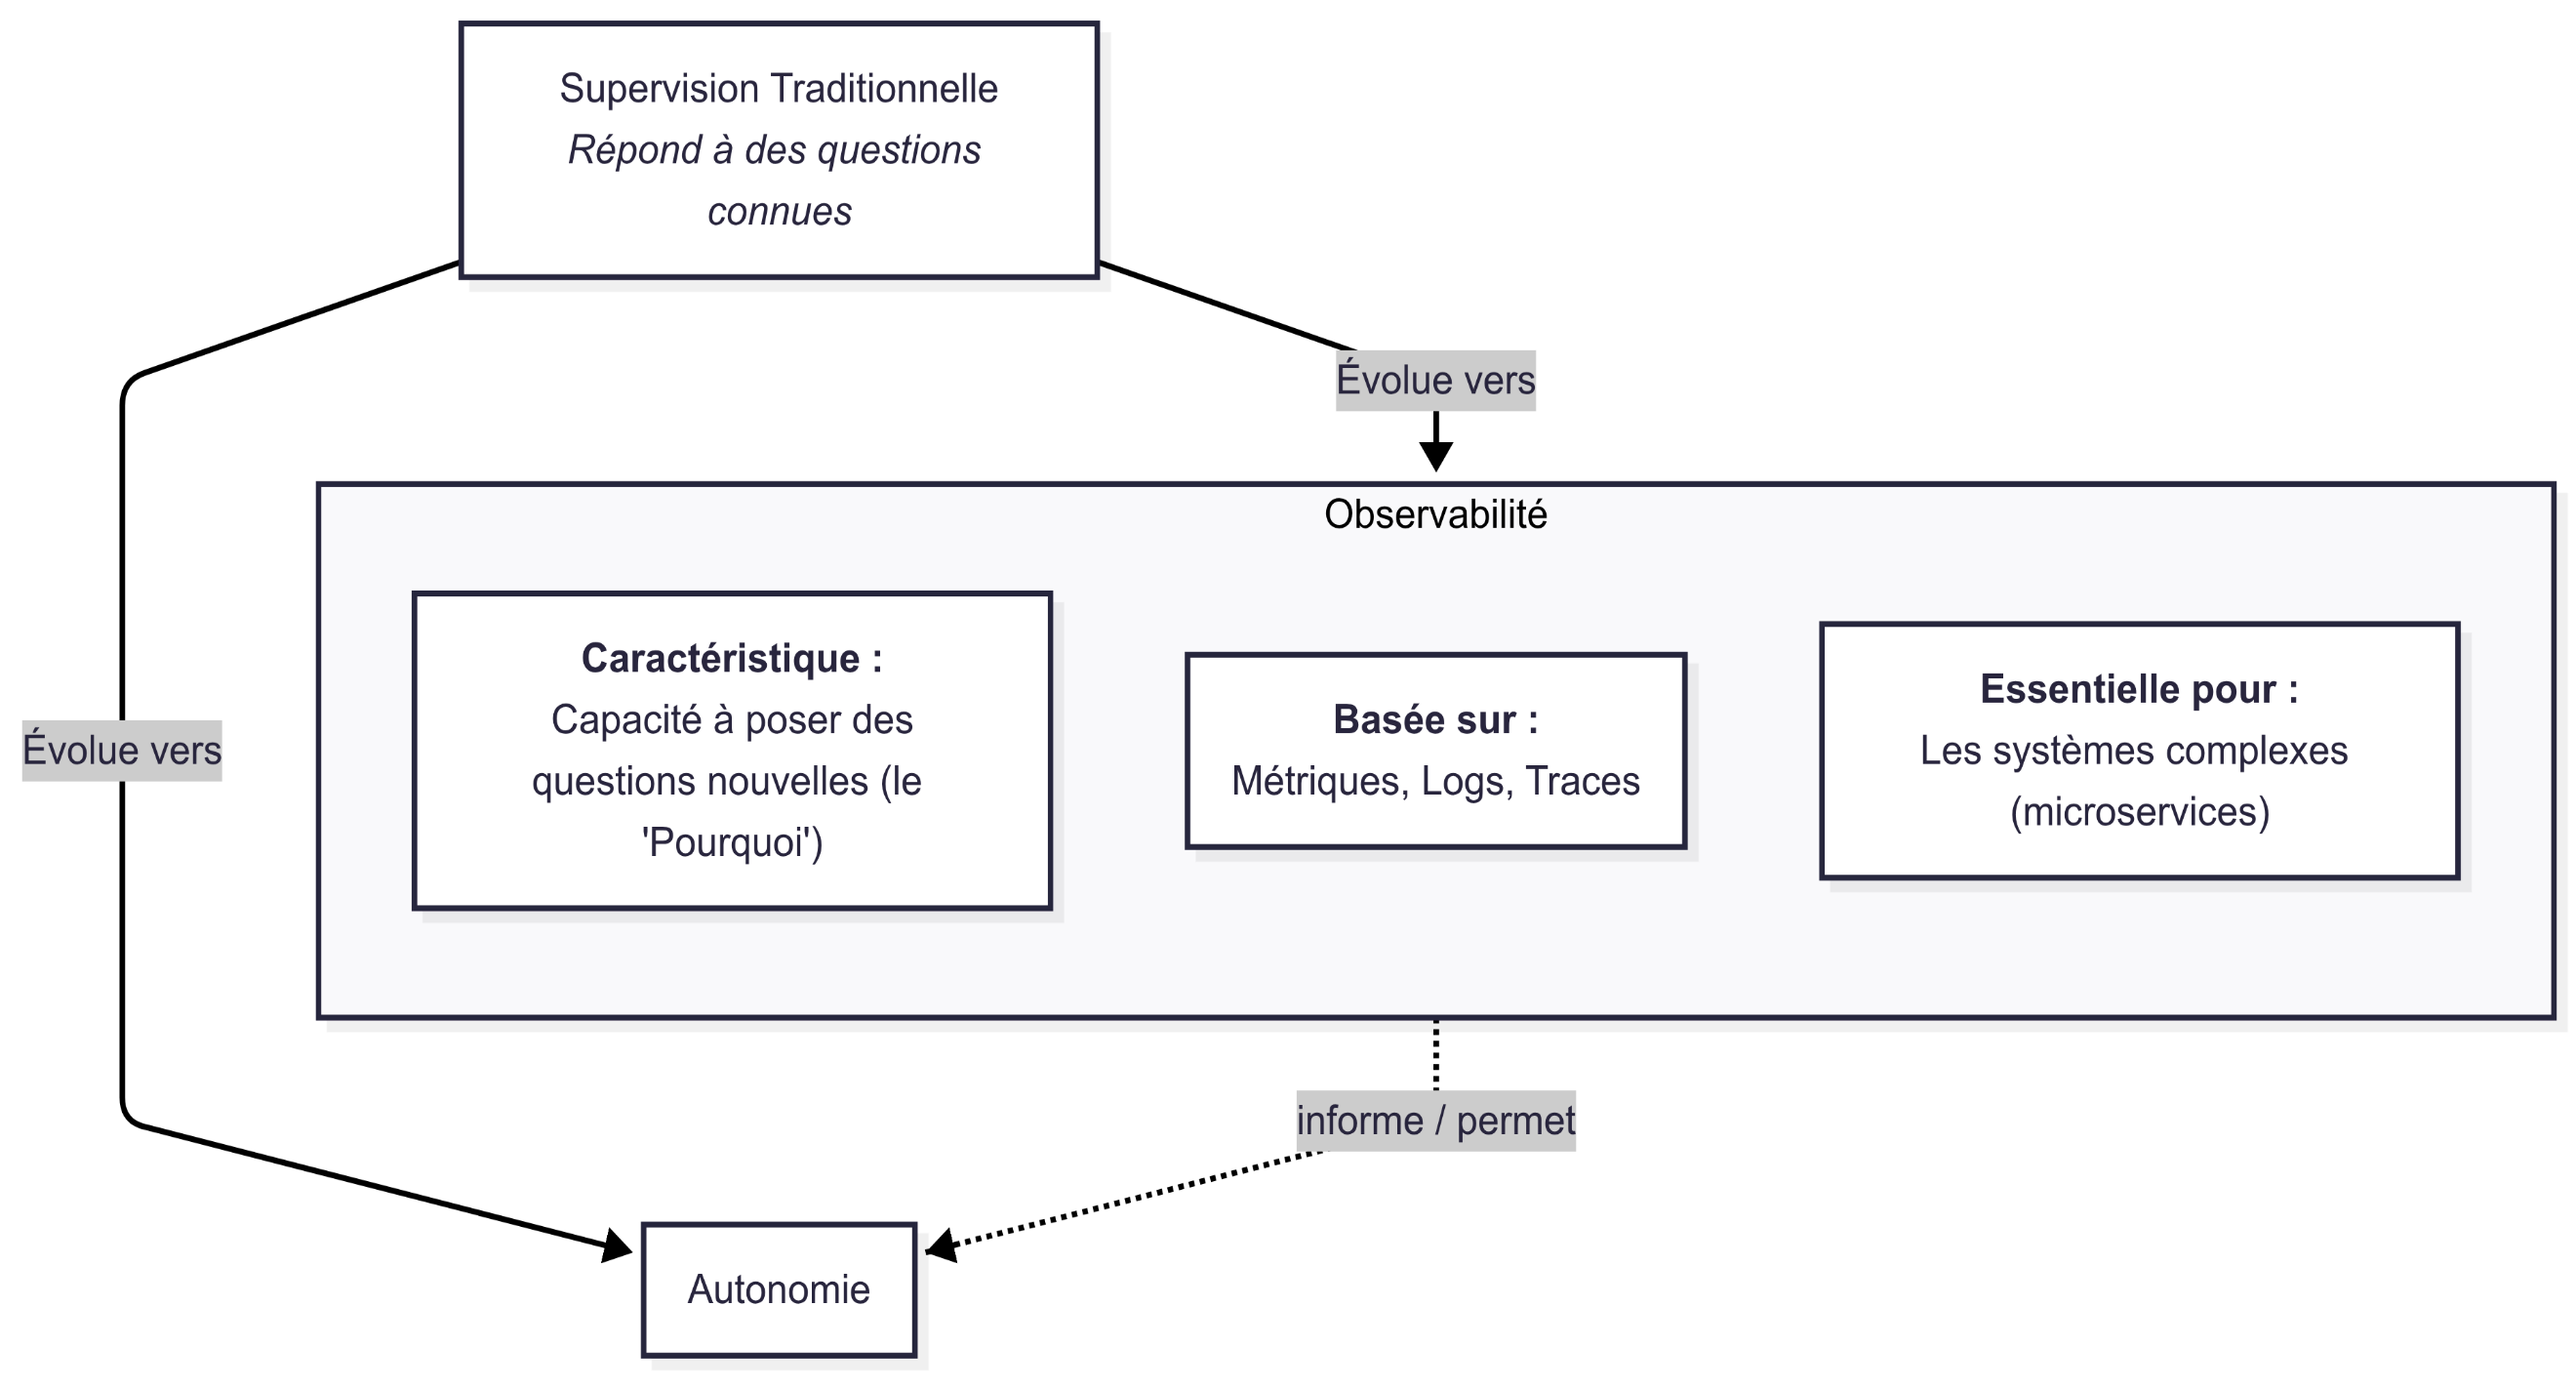 Supervision Traditionnelle
Répond à des questions
connues
Évolue vers
Observabilité
Caractéristique :
Capacité à poser des
questions nouvelles (le
'Pourquoi')
Basée sur :
Métriques, Logs, Traces
Essentielle pour :
Les systèmes complexes
(microservices)
Évolue vers
informe / permet
Autonomie